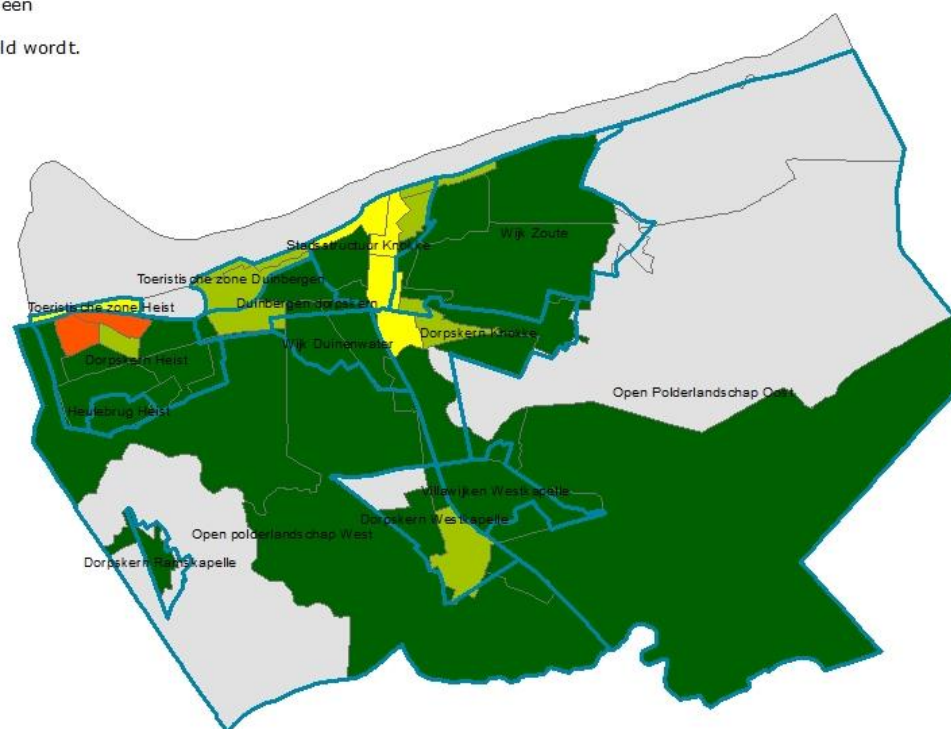 een
ld wordt.
Stadsstructuur Knokke
Wijk Zoute
Toeristische zone Duinbergen
Toeristische zone Heist
Duinbergen dorpskern
Dorpskern Knokke
Wijk Duinenwater
Dorpskern Heist
Open Polderlandschap Oost
Heulebrug Heist
Villawijken Westkapelle
Dorpskern Westkapelle
Open polderlandschap West
Dorpskern Ramskapelle